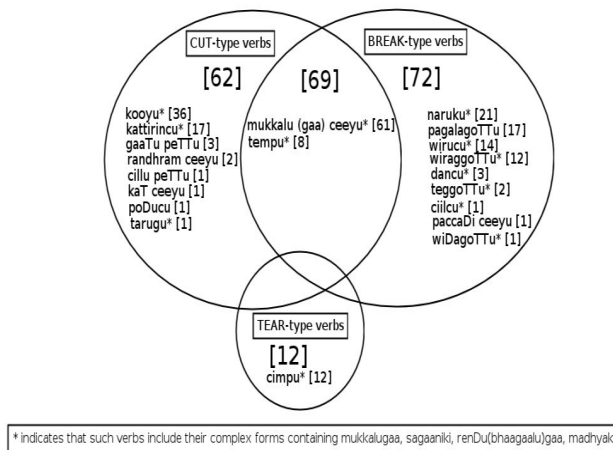 CUT-type verbs
[62]
kooyu* [36]
kattirincu* [17]
gaaTu peTTu [3]
randhram ceeyu [2]
cillu peTTu [1]
kaT ceeyu [1]
poDucu [1]
tarugu* [1]
[69]
mukkalu (gaa) ceeyu* [61]
tempu* [8]
BREAK-type verbs
[72]
naruku* [21]
pagalagoTTu [17]
wirucu* [14]
wiraggoTTu* [12]
dancu* [3]
teggoTTu* [2]
ciilcu* [1]
paccaDi ceeyu [1]
wiDagoTTu* [1]
TEAR-type verbs
[12]
cimpu* [12]
* indicates that such verbs include their complex forms containing mukkalugaa, sagaaniki, renDu(bhaagaalu)gaa, madhyak